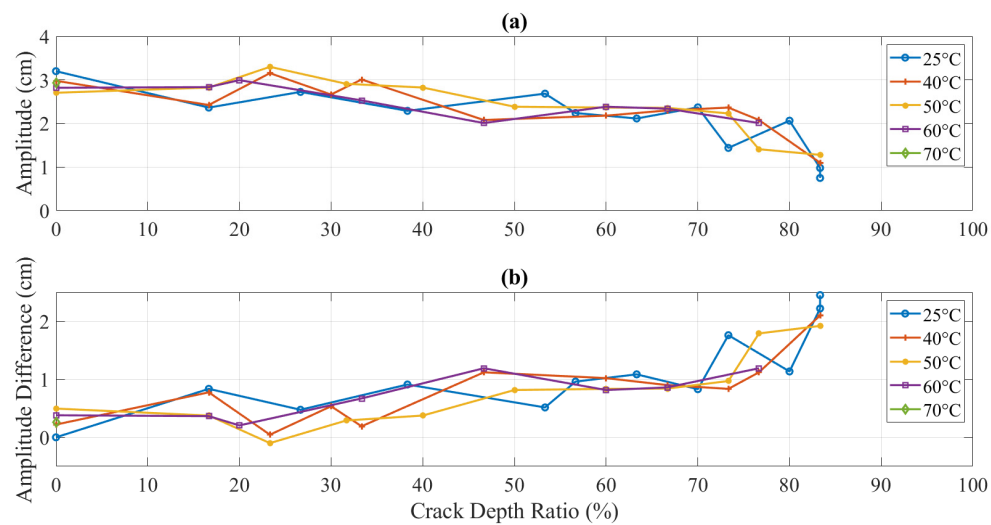 (a)
Amplitude (cm)
4
3
2
1
0
0 10 20 30 40 50 60 70 80 90 100
25°C
40°C
50°C
60°C
70°C
(b)
Amplitude Difference (cm)
2
1
0
0 10 20 30 40 50 60 70 80 90 100
25°C
40°C
50°C
60°C
70°C
Crack Depth Ratio (%)